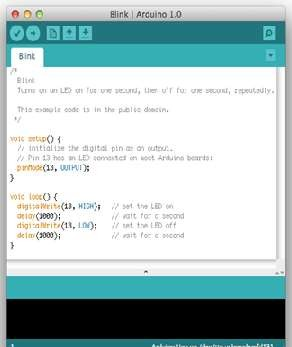 Blink | Arduino 1.0
Blink
/*
Blink
Turns on an LED on for one second, then off for one second, repeatedly.
This example code is in the public domain.
*/
void setup() {
// initialize the digital pin as an output.
// Pin 13 has an LED connected on most Arduino boards:
pinMode(13, OUTPUT);
}
void loop() {
digitalWrite(13, HIGH);   // set the LED on
delay(1000);              // wait for a second
digitalWrite(13, LOW);    // set the LED off
delay(1000);              // wait for a second
}
1